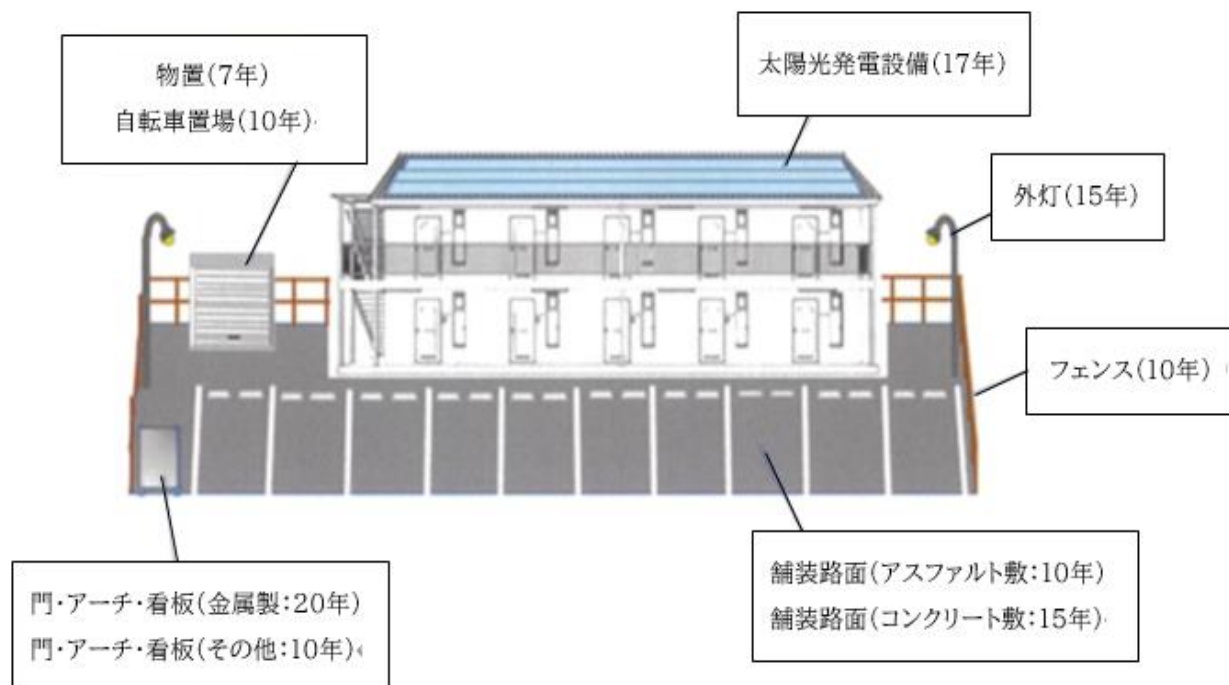 物置(7年)
自転車置場(10年)
太陽光発電設備(17年)
外灯(15年)
フェンス(10年)
門・アーチ・看板(金属製:20年)
門・アーチ・看板(その他:10年)
舗装路面(アスファルト敷:10年)
舗装路面(コンクリート敷:15年)